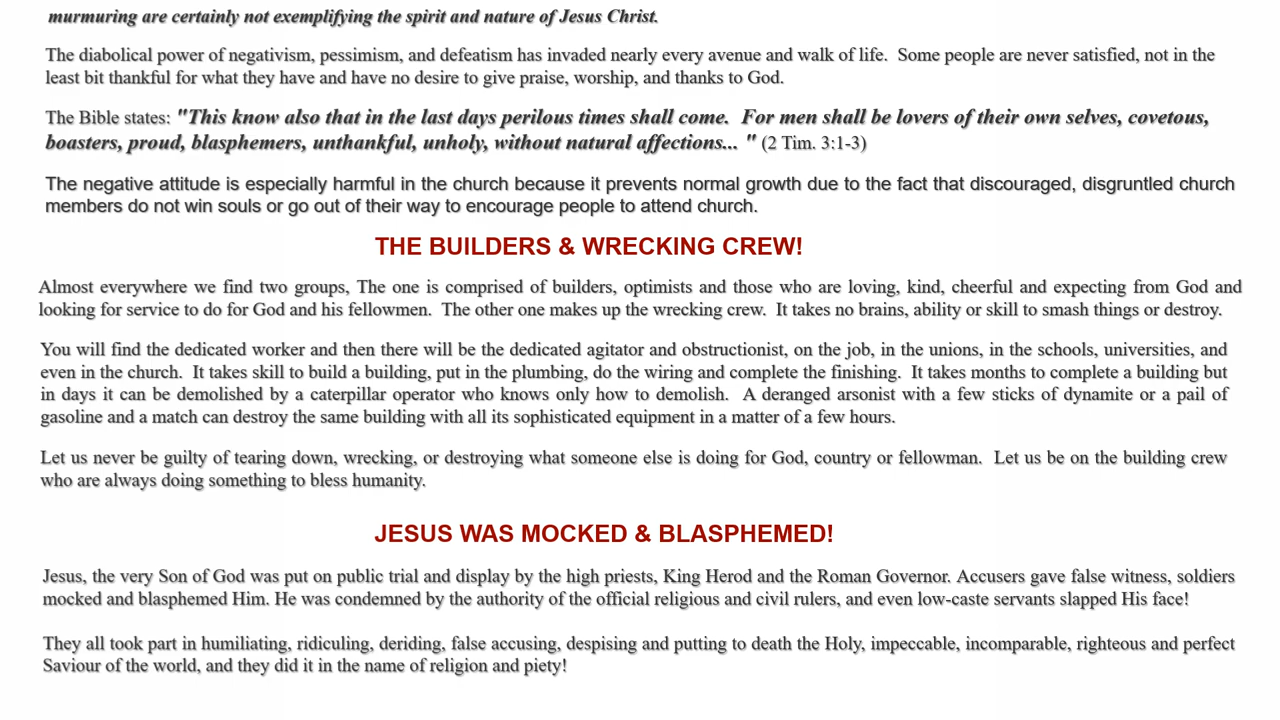 murmuring are certainly not exemplifying the spirit and nature of Jesus Christ.
The diabolical power of negativism, pessimism, and defeatism has invaded nearly every avenue and walk of life.  Some people are never satisfied, not in the
least bit thankful for what they have and have no desire to give praise, worship, and thanks to God.
The Bible states: "This know also that in the last days perilous times shall come.  For men shall be lovers of their own selves, covetous,
boasters, proud, blasphemers, unthankful, unholy, without natural affections... " (2 Tim. 3:1-3)
The negative attitude is especially harmful in the church because it prevents normal growth due to the fact that discouraged, disgruntled church
members do not win souls or go out of their way to encourage people to attend church.
THE BUILDERS & WRECKING CREW!
Almost everywhere we find two groups, The one is comprised of builders, optimists and those who are loving, kind, cheerful and expecting from God and
looking for service to do for God and his fellowmen.  The other one makes up the wrecking crew.  It takes no brains, ability or skill to smash things or destroy.
You will find the dedicated worker and then there will be the dedicated agitator and obstructionist, on the job, in the unions, in the schools, universities, and
even in the church.  It takes skill to build a building, put in the plumbing, do the wiring and complete the finishing.  It takes months to complete a building but
in days it can be demolished by a caterpillar operator who knows only how to demolish.  A deranged arsonist with a few sticks of dynamite or a pail of
gasoline and a match can destroy the same building with all its sophisticated equipment in a matter of a few hours.
Let us never be guilty of tearing down, wrecking, or destroying what someone else is doing for God, country or fellowman.  Let us be on the building crew
who are always doing something to bless humanity.
JESUS WAS MOCKED & BLASPHEMED!
Jesus, the very Son of God was put on public trial and display by the high priests, King Herod and the Roman Governor. Accusers gave false witness, soldiers
mocked and blasphemed Him. He was condemned by the authority of the official religious and civil rulers, and even low-caste servants slapped His face!
They all took part in humiliating, ridiculing, deriding, false accusing, despising and putting to death the Holy, impeccable, incomparable, righteous and perfect
Saviour of the world, and they did it in the name of religion and piety!